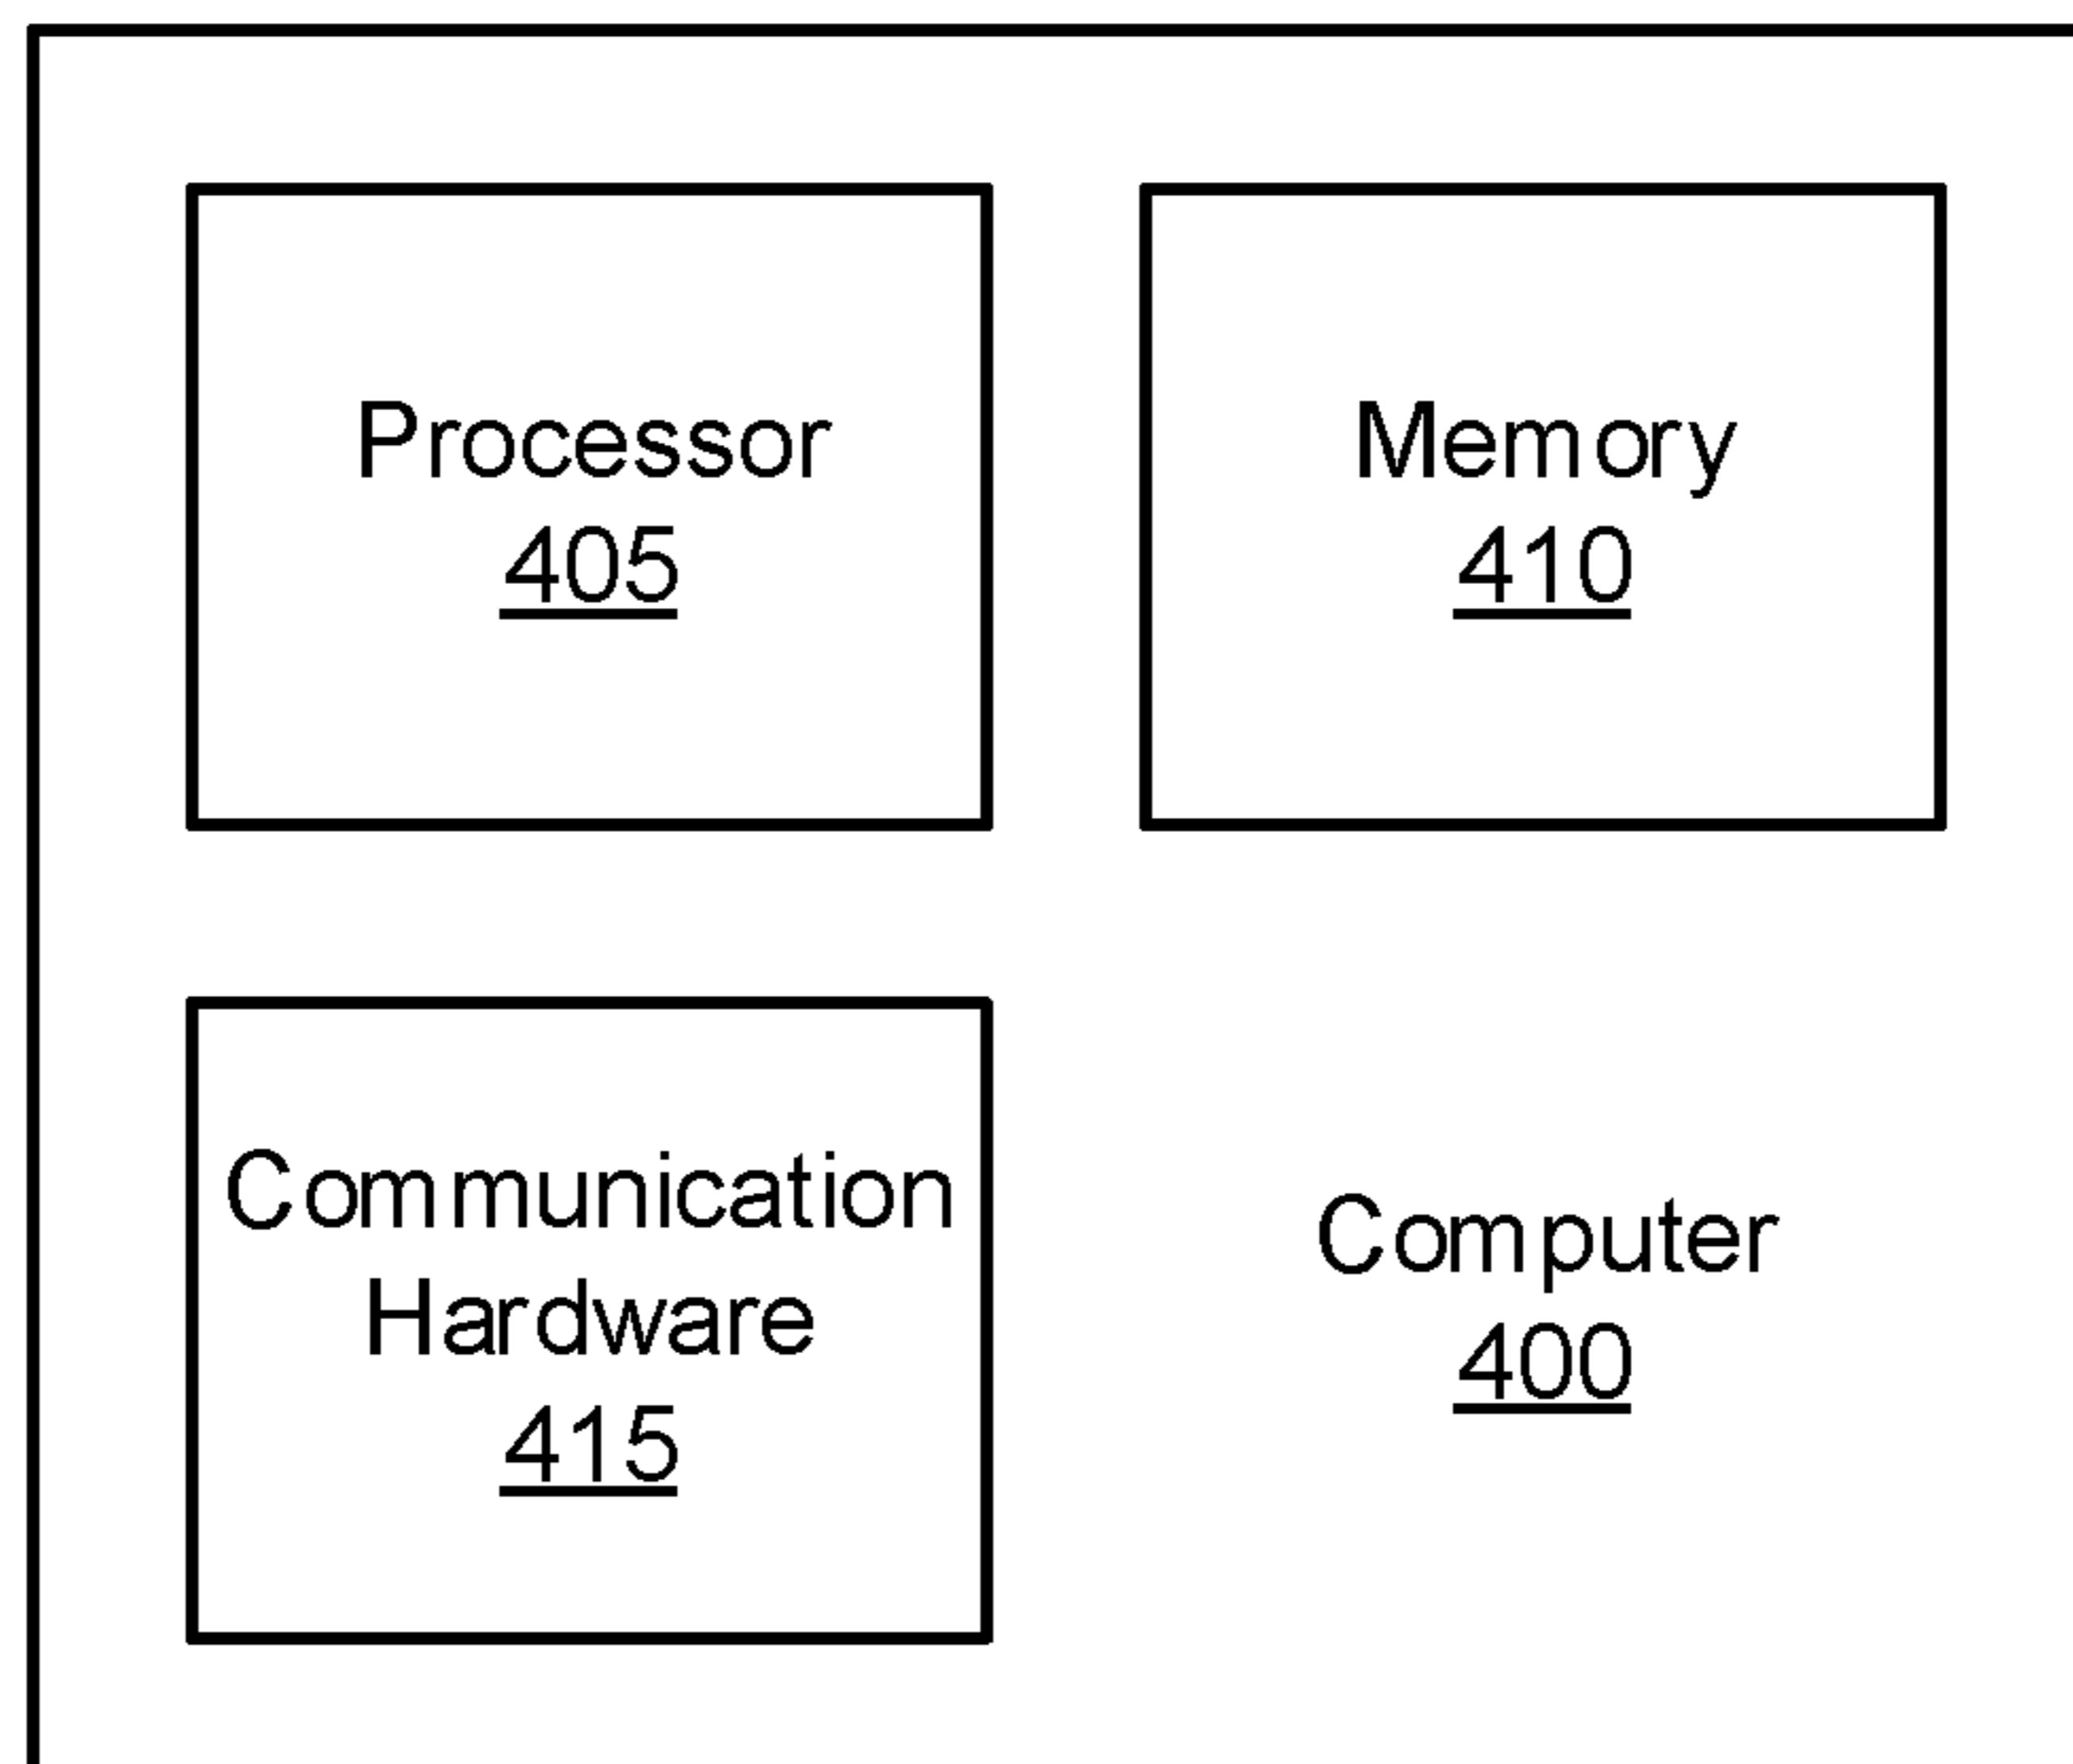 Processor
405
Memory
410
Communication
Hardware
415
Computer
400